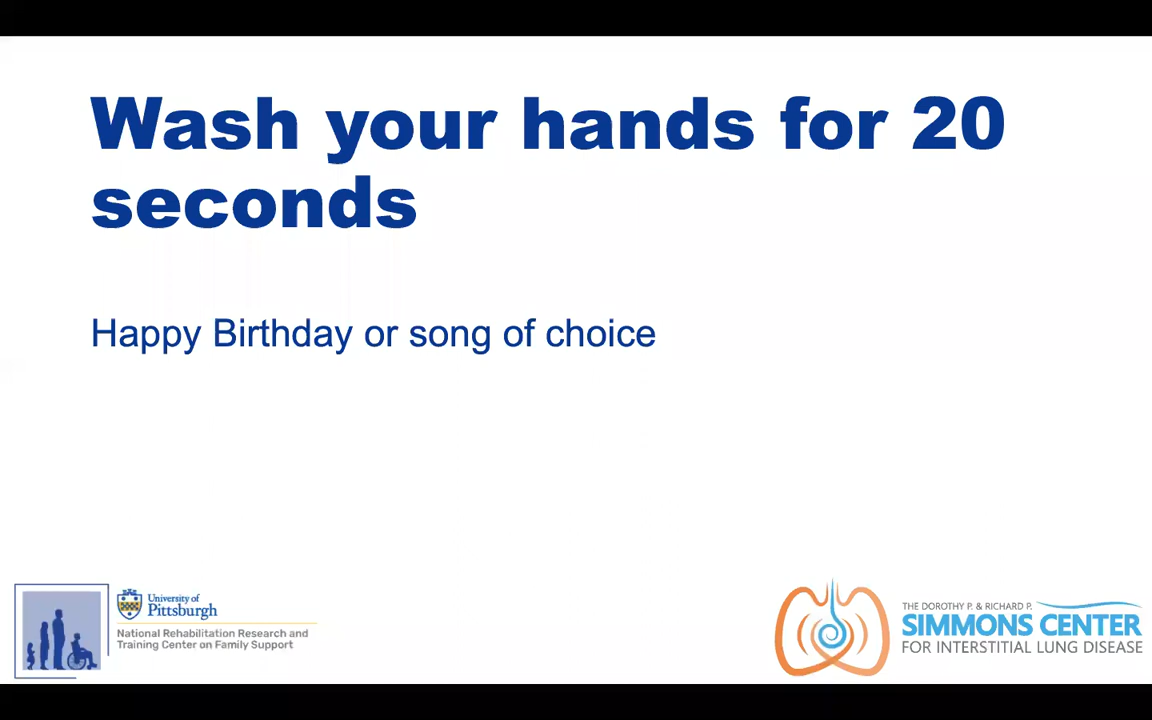 Wash your hands for 20
seconds
Happy Birthday or song of choice
University of
Pittsburgh
National Rehabilitation Research and
Training Center on Family Support
THE DOROTHY P. & RICHARD P.
SIMMONS CENTER
FOR INTERSTITIAL LUNG DISEASE